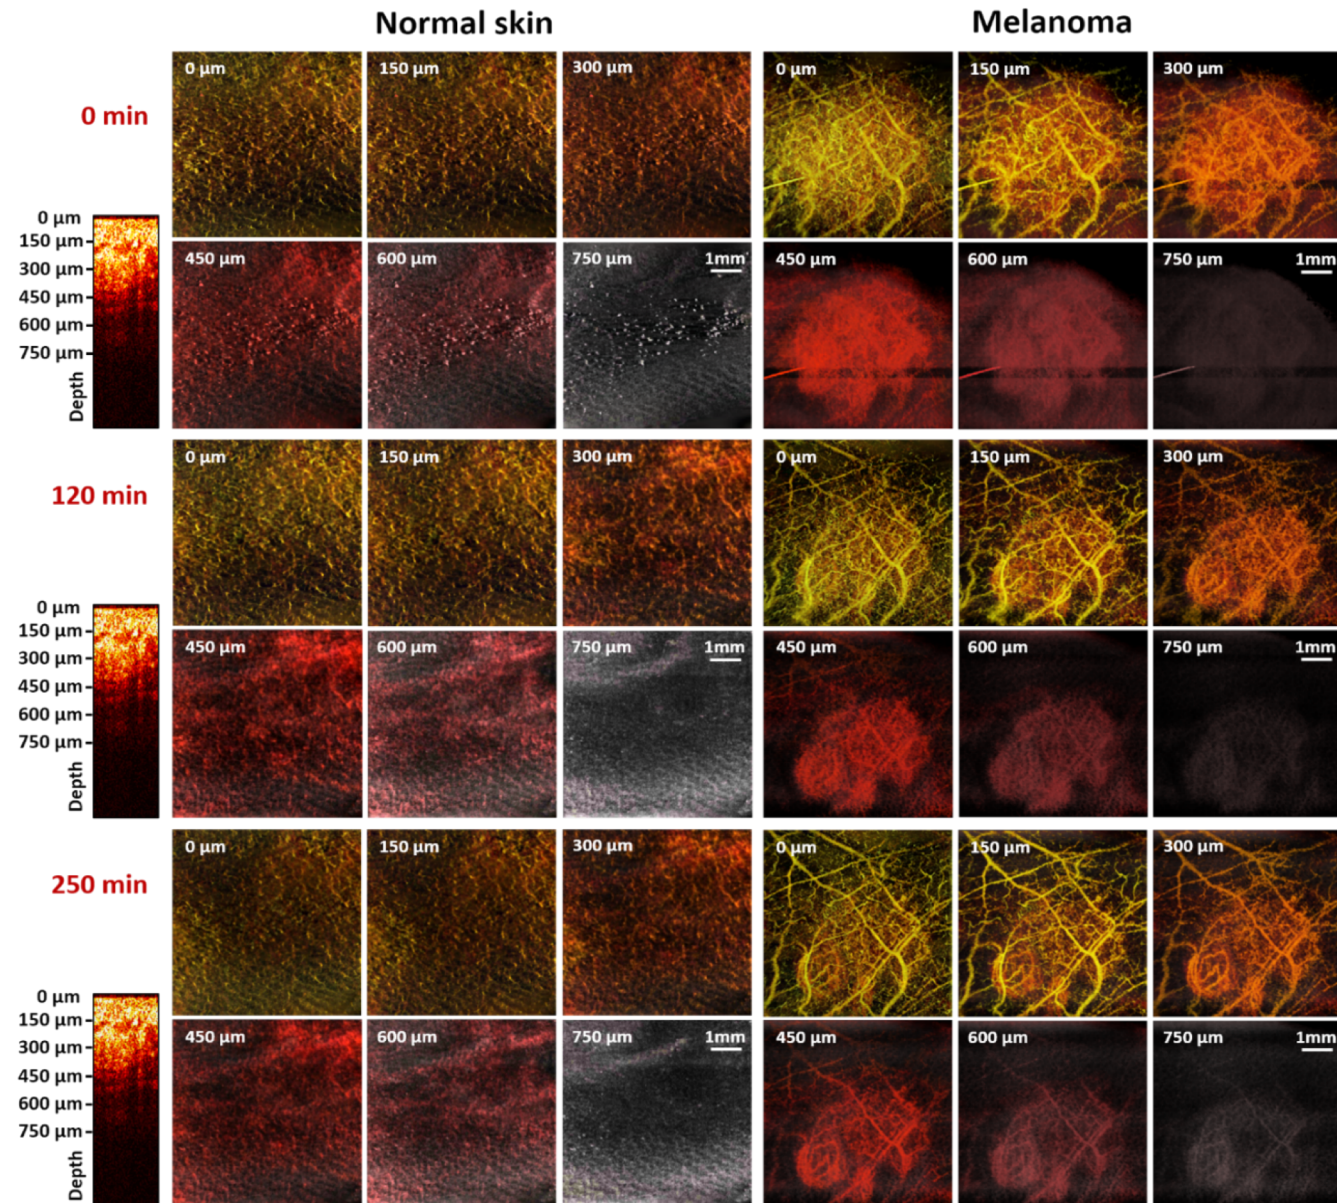 Normal skin Melanoma
0 min
0 µm 150 µm 300 µm 0 µm 150 µm 300 µm
450 µm 600 µm 750 µm 1mm 450 µm 600 µm 750 µm 1mm
0 µm
150 µm
300 µm
450 µm
600 µm
750 µm
Depth
120 min
0 µm 150 µm 300 µm 0 µm 150 µm 300 µm
450 µm 600 µm 750 µm 1mm 450 µm 600 µm 750 µm 1mm
0 µm
150 µm
300 µm
450 µm
600 µm
750 µm
Depth
250 min
0 µm 150 µm 300 µm 0 µm 150 µm 300 µm
450 µm 600 µm 750 µm 1mm 450 µm 600 µm 750 µm 1mm
0 µm
150 µm
300 µm
450 µm
600 µm
750 µm
Depth